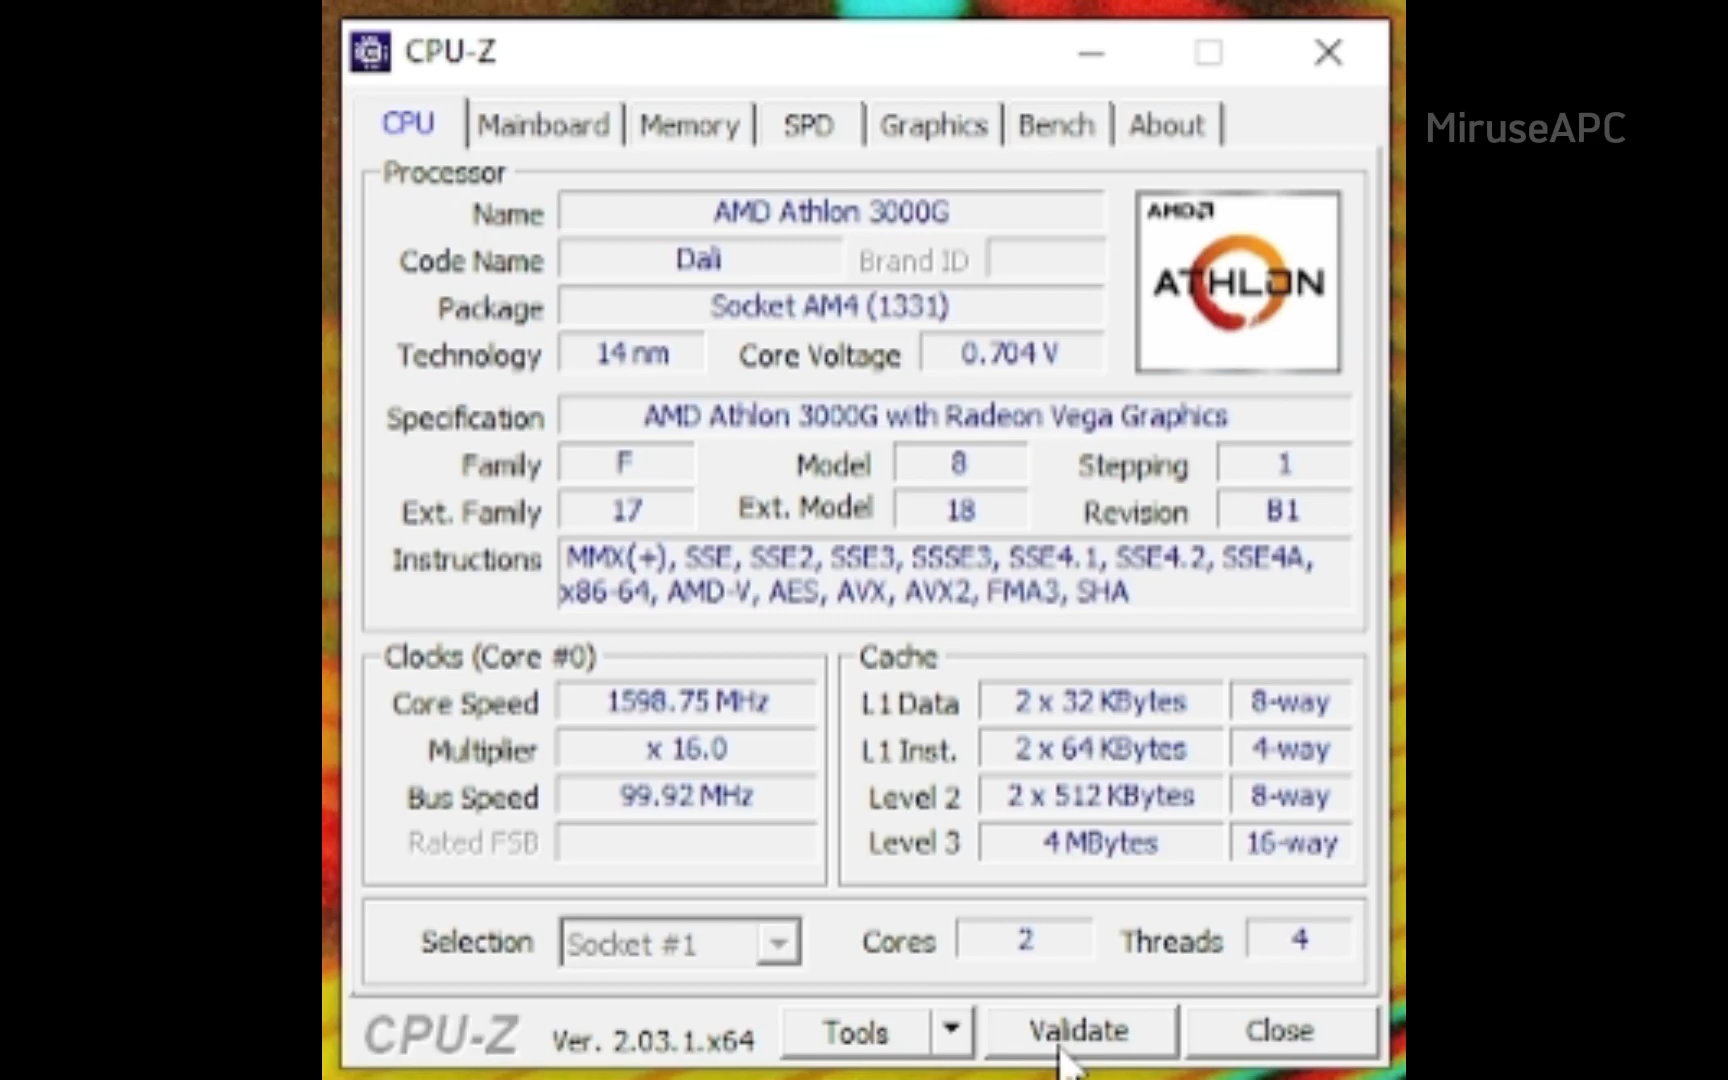 CPU-Z
MiruseAPC
CPU Mainboard Memory SPD Graphics Bench About
Processor
Name AMD Athlon 3000G
Code Name Dali Brand ID
Package Socket AM4 (1331)
Technology 14 nm Core Voltage 0.704 V
AMD
ATHLON
Specification AMD Athlon 3000G with Radeon Vega Graphics
Family F Model 8 Stepping 1
Ext. Family 17 Ext. Model 18 Revision B1
Instructions MMX(+), SSE, SSE2, SSE3, SSSE3, SSE4.1, SSE4.2, SSE4A,
x86-64, AMD-V, AES, AVX, AVX2, FMA3, SHA
Clocks (Core #0)
Core Speed 1598.75 MHz
Multiplier x 16.0
Bus Speed 99.92 MHz
Rated FSB
Cache
L1 Data 2 x 32 KBytes 8-way
L1 Inst. 2 x 64 KBytes 4-way
Level 2 2 x 512 KBytes 8-way
Level 3 4 MBytes 16-way
Selection Socket #1 Cores 2 Threads 4
CPU-Z Ver. 2.03.1.x64 Tools Validate Close